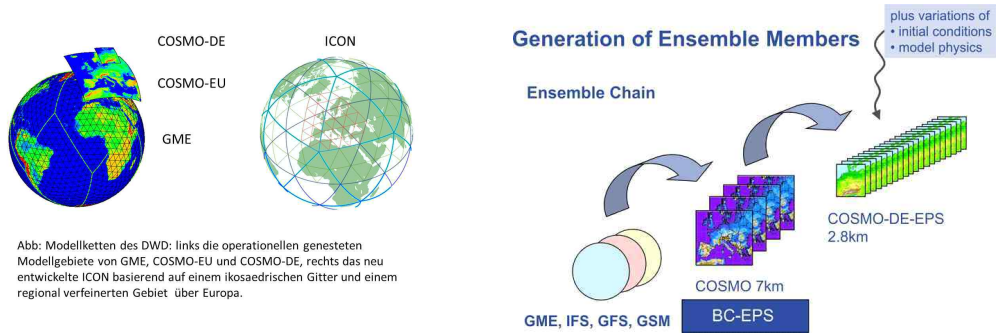 COSMO-DE
COSMO-EU
GME
ICON
Abb: Modellketten des DWD: links die operationellen genesteten
Modellgebiete von GME, COSMO-EU und COSMO-DE, rechts das neu
entwickelte ICON basierend auf einem ikosaedrischen Gitter und einem
regional verfeinerten Gebiet über Europa.
plus variations of
• initial conditions
• model physics
Generation of Ensemble Members
Ensemble Chain
COSMO-DE-EPS
2.8km
COSMO 7km
BC-EPS
GME, IFS, GFS, GSM